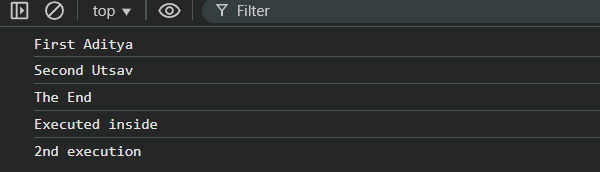 top Filter
First Aditya
Second Utsav
The End
Executed inside
2nd execution